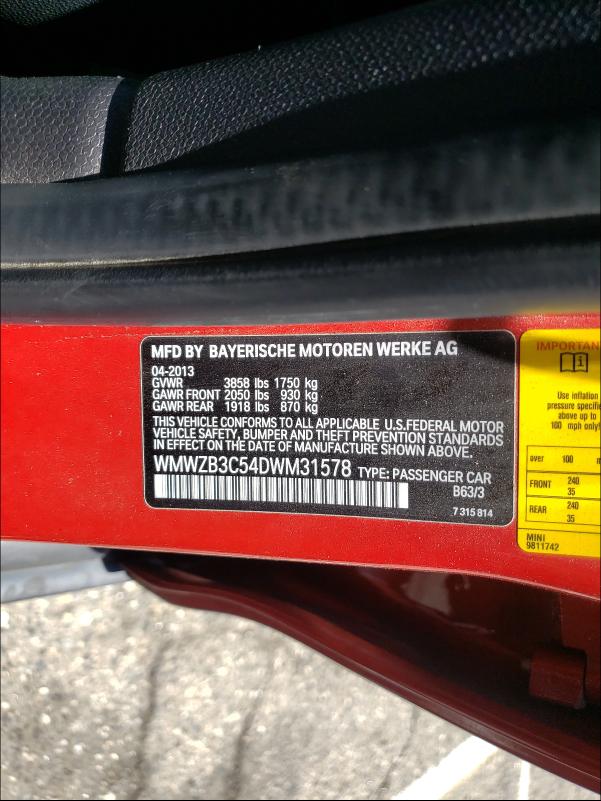 MFD BY BAYERISCHE MOTOREN WERKE AG
04-2013
GVWR 3858 lbs 1750 kg
GAWR FRONT 2050 lbs 930 kg
GAWR REAR 1918 lbs 870 kg
THIS VEHICLE CONFORMS TO ALL APPLICABLE U.S.FEDERAL MOTOR
VEHICLE SAFETY, BUMPER AND THEFT PREVENTION STANDARDS
IN EFFECT ON DATE OF MANUFACTURE SHOWN ABOVE.
WMWZB3C54DWM31578 TYPE: PASSENGER CAR
B63/3
7 315 814
IMPORTAN
Use inflation
pressure specifie
above up to
100 mph only!
over 100 m
FRONT 240
35
REAR 240
35
MINI
9811742